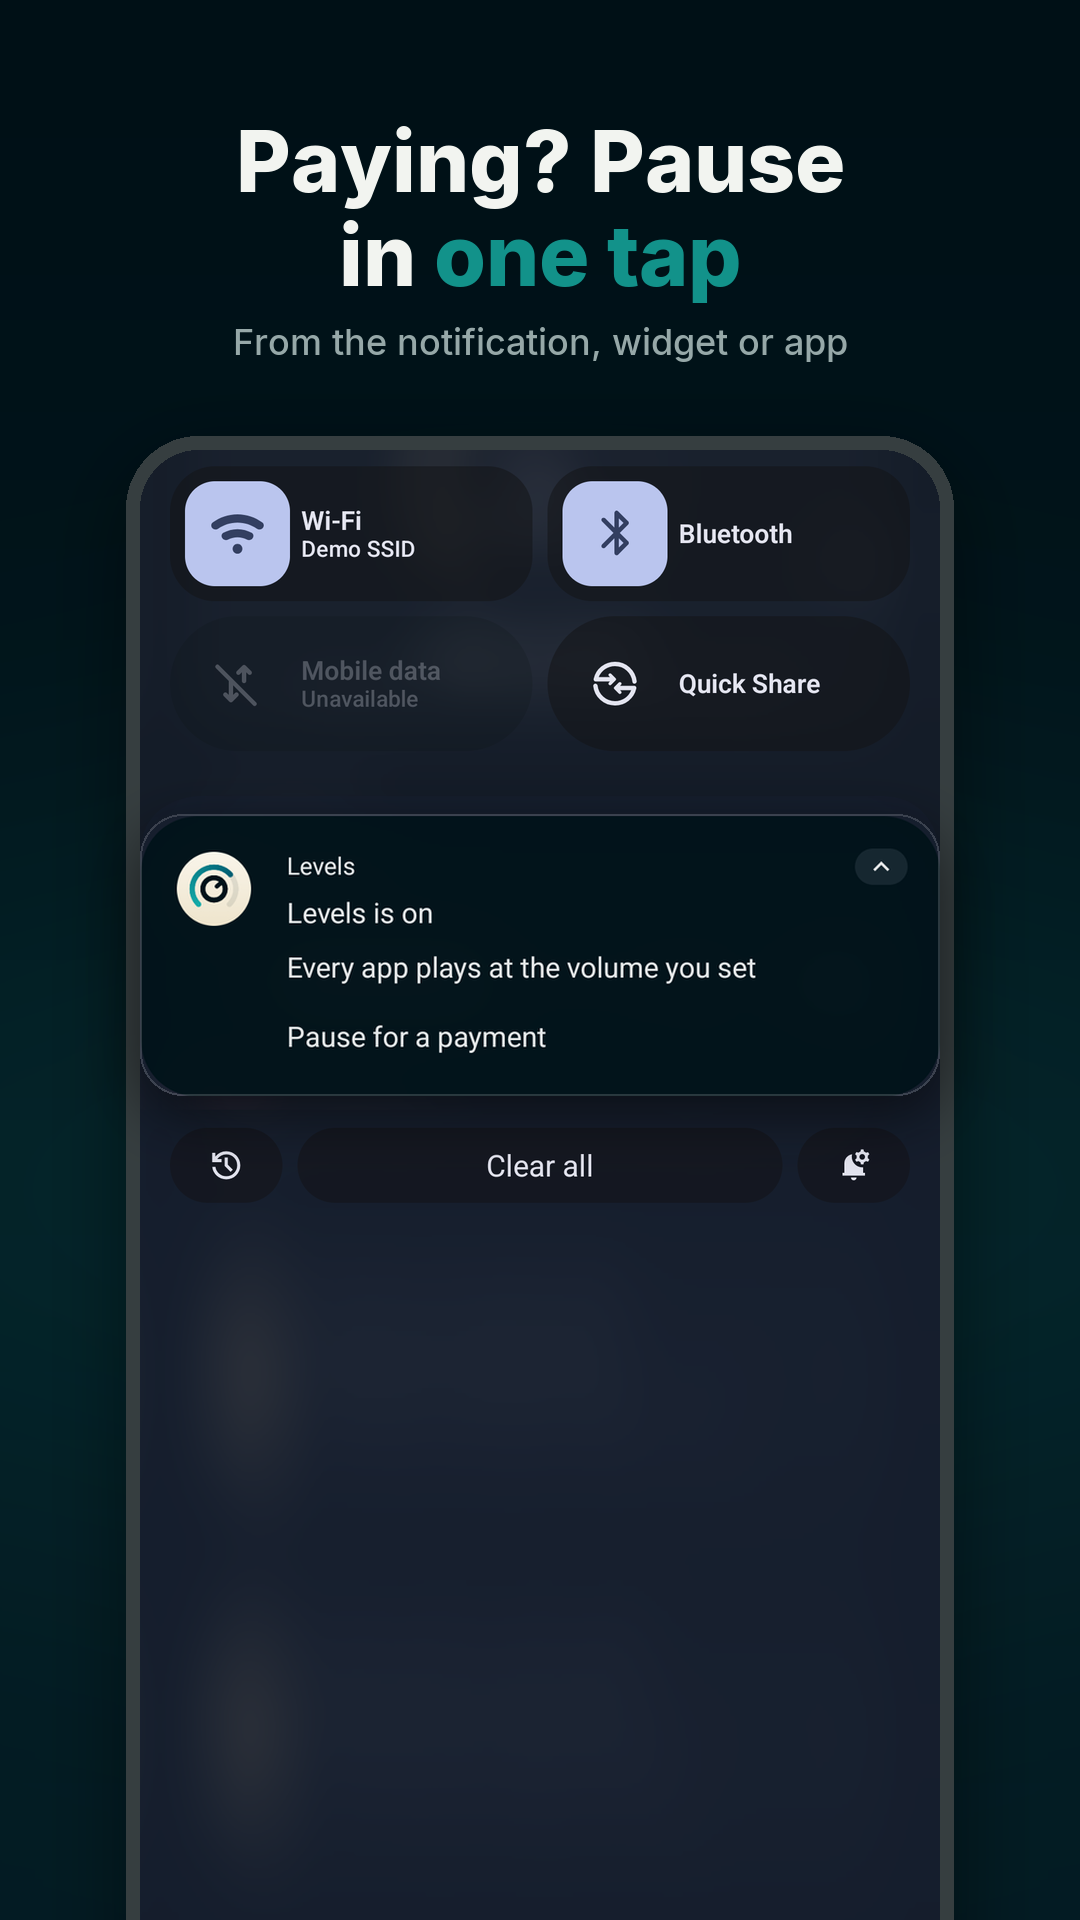 Paying? Pause
in one tap
From the notification, widget or app
Wi-Fi
Demo SSID
Bluetooth
Mobile data
Unavailable
Quick Share
Levels
Levels is on
Every app plays at the volume you set
Pause for a payment
Clear all